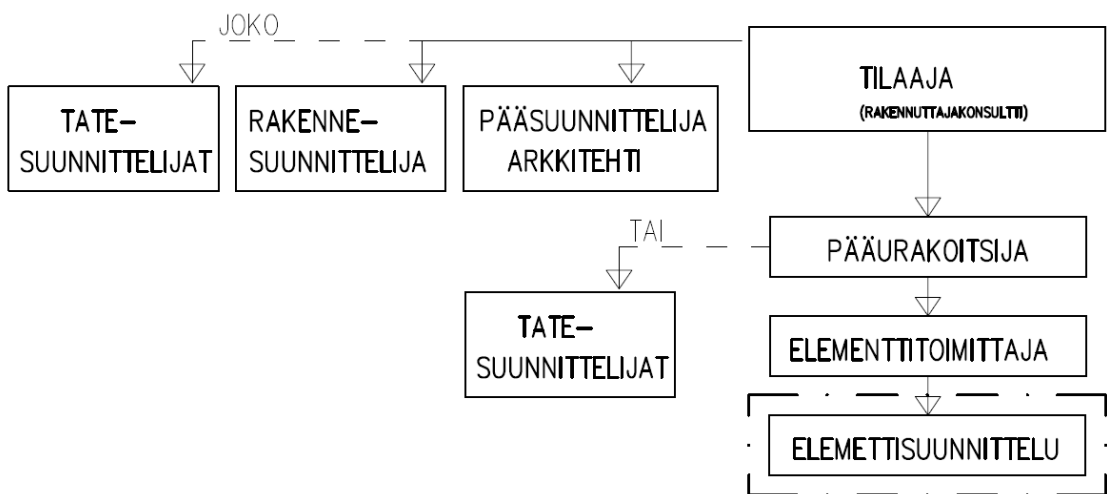 JOKO
TILAAJA
(RAKENNUTTAJAKONSULTTI)
TATE–
SUUNNITTELIJAT
RAKENNE–
SUUNNITTELIJA
PÄÄSUUNNITTELIJA
ARKKITEHTI
TAI
PÄÄURAKOITSIJA
TATE–
SUUNNITTELIJAT
ELEMENTTITOIMITTAJA
ELEMETTISUUNNITTELU